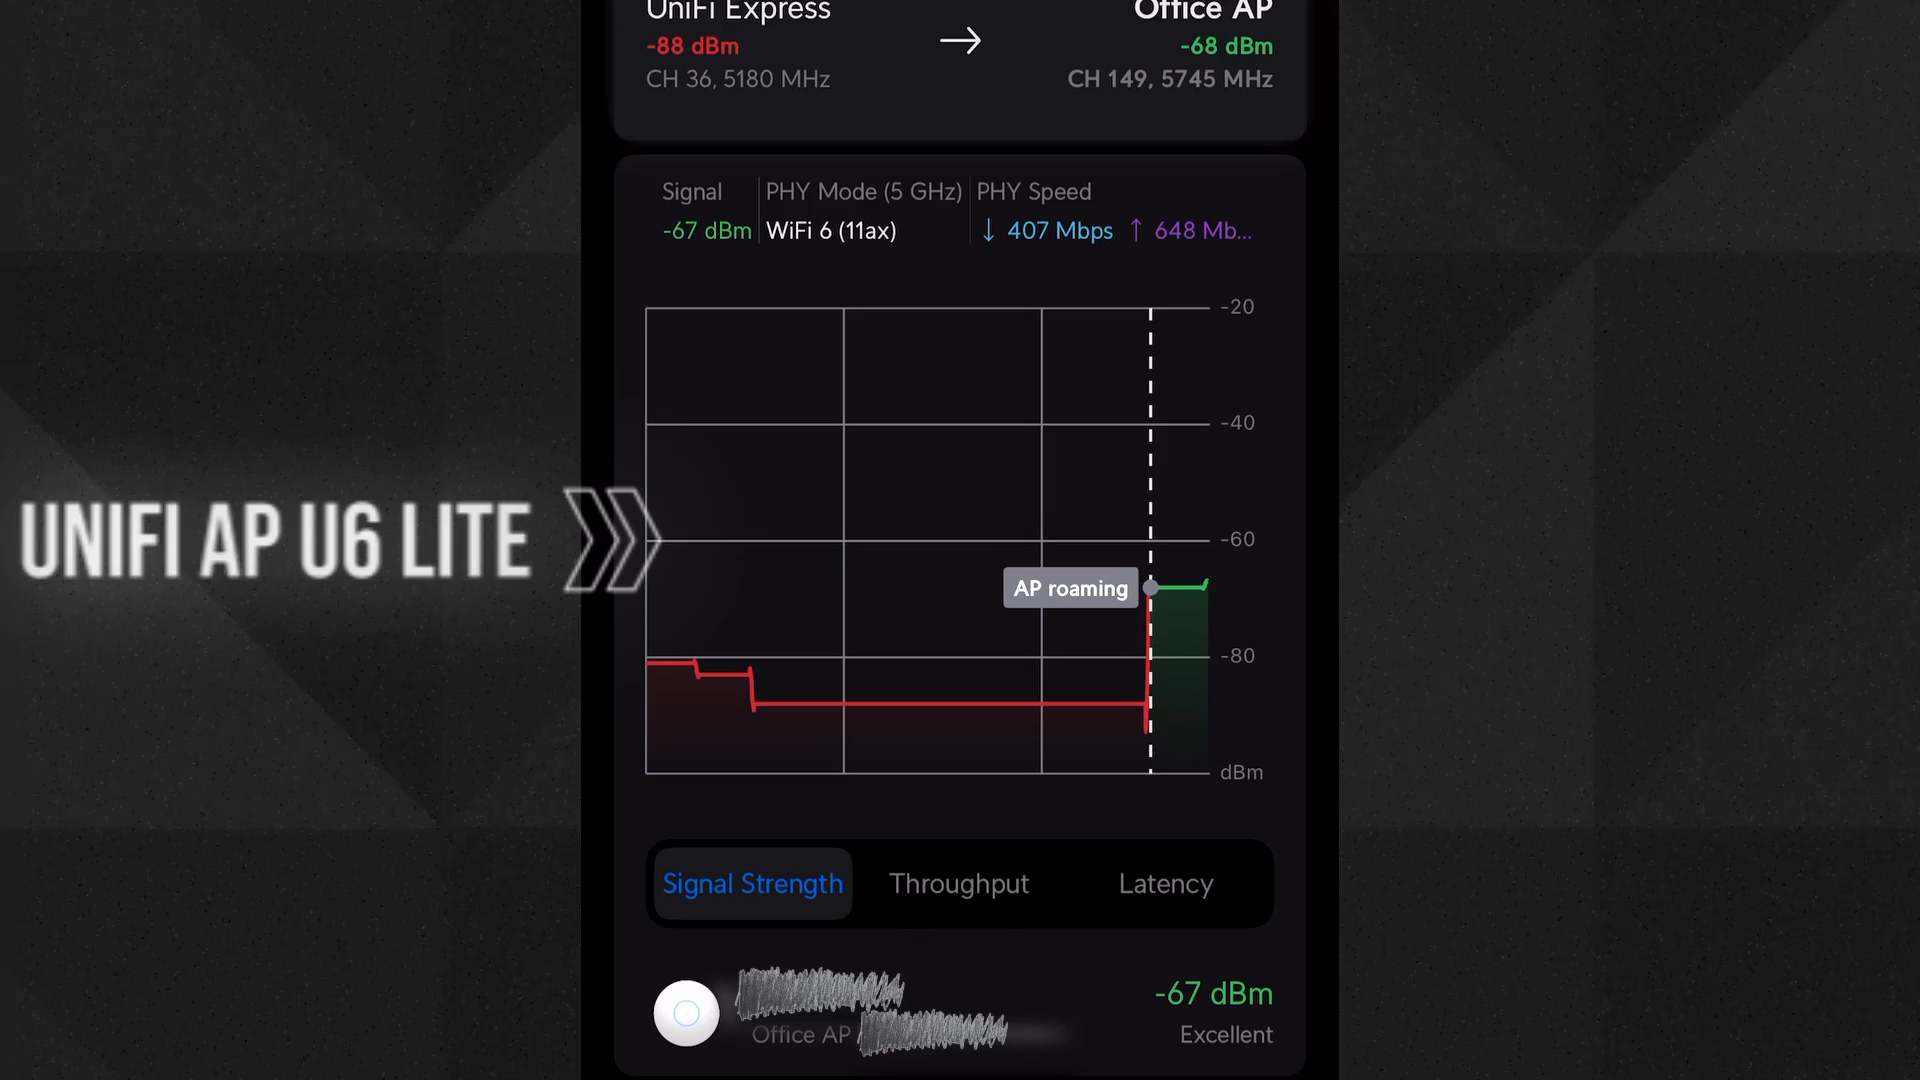 UniFi Express
Office AP
-88 dBm
-68 dBm
CH 36, 5180 MHz
CH 149, 5745 MHz
Signal
PHY Mode (5 GHz)
PHY Speed
-67 dBm
WiFi 6 (11ax)
↓ 407 Mbps
↑ 648 Mb...
-20
-40
UNIFI AP U6 LITE
-60
AP roaming
-80
dBm
Signal Strength
Throughput
Latency
-67 dBm
Office AP
Excellent